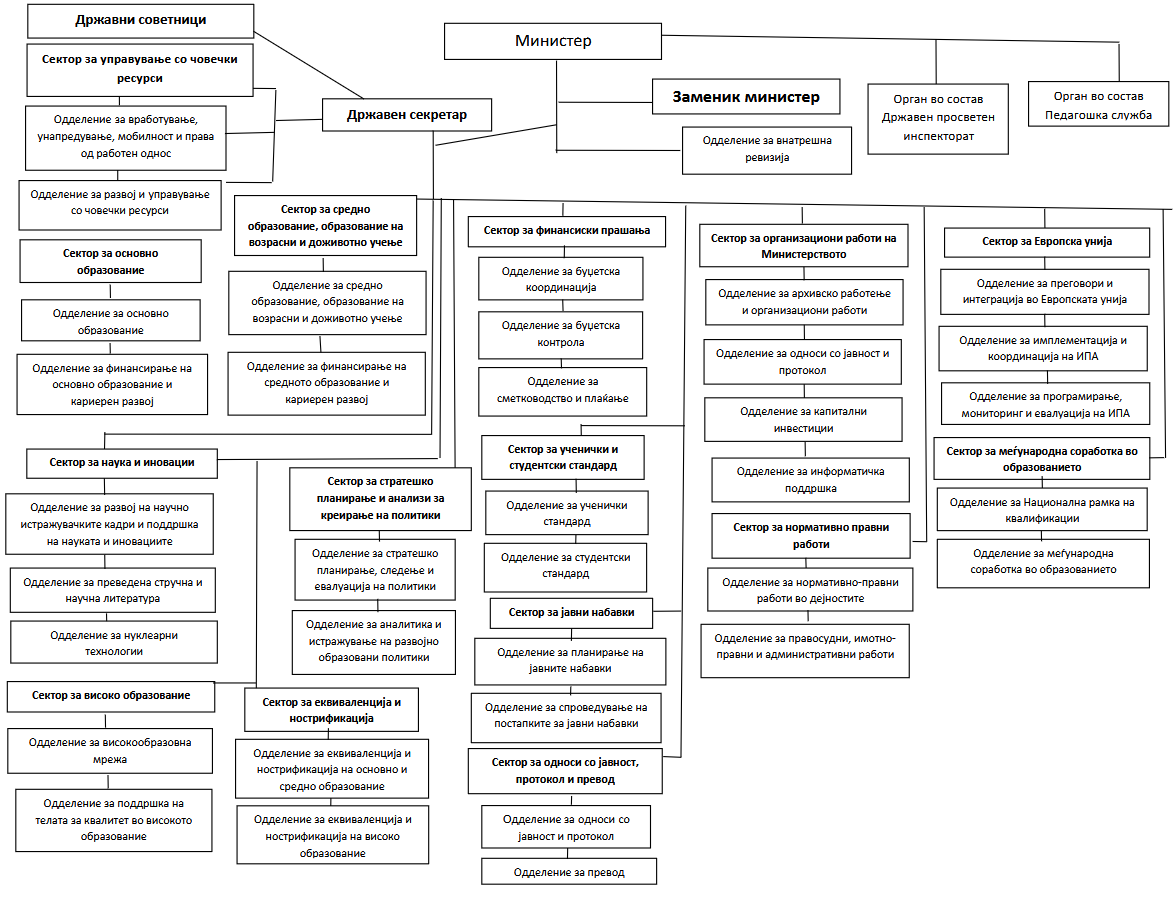 Државни советници
Сектор за управување со човечки
ресурси
Одделение за вработување,
унапредување, мобилност и права
од работен однос
Одделение за развој и управување
со човечки ресурси
Државен секретар
Министер
Заменик министер
Одделение за внатрешна
ревизија
Орган во состав
Државен просветен
инспекторат
Орган во состав
Педагошка служба
Сектор за основно
образование
Одделение за основно
образование
Одделение за финансирање на
основно образование и
кариерен развој
Сектор за средно
образование, образование на
возрасни и доживотно учење
Одделение за средно
образование, образование на
возрасни и доживотно учење
Одделение за финансирање на
средното образование и
кариерен развој
Сектор за финансиски прашања
Одделение за буџетска
координација
Одделение за буџетска
контрола
Одделение за
сметководство и плаќање
Сектор за организациони работи на
Министерството
Одделение за архивско работење
и организациони работи
Одделение за односи со јавност и
протокол
Одделение за капитални
инвестиции
Одделение за информатичка
поддршка
Сектор за Европска унија
Одделение за преговори и
интеграција во Европската унија
Одделение за имплементација и
координација на ИПА
Одделение за програмирање,
мониторинг и евалуација на ИПА
Сектор за меѓународна соработка во
образованието
Одделение за Национална рамка на
квалификации
Одделение за меѓународна
соработка во образованието
Сектор за наука и иновации
Одделение за развој на научно
истражувачките кадри и поддршка
на науката и иновациите
Одделение за преведена стручна и
научна литература
Одделение за нуклеарни
технологии
Сектор за стратешко
планирање и анализи за
креирање на политики
Одделение за стратешко
планирање, следење и
евалуација на политики
Одделение за аналитика и
истражување на развојно
образовани политики
Сектор за ученички и
студентски стандард
Одделение за ученички
стандард
Одделение за студентски
стандард
Сектор за јавни набавки
Одделение за планирање на
јавните набавки
Одделение за спроведување на
постапките за јавни набавки
Сектор за нормативно правни
работи
Одделение за нормативно-правни
работи во дејностите
Одделение за правосудни, имотно-
правни и административни работи
Сектор за високо образование
Одделение за високообразовна
мрежа
Одделение за поддршка на
телата за квалитет во високото
образование
Сектор за еквиваленција и
нострификација
Одделение за еквиваленција и
нострификација на основно и
средно образование
Одделение за еквиваленција и
нострификација на високо
образование
Сектор за односи со јавност,
протокол и превод
Одделение за односи со
јавност и протокол
Одделение за превод